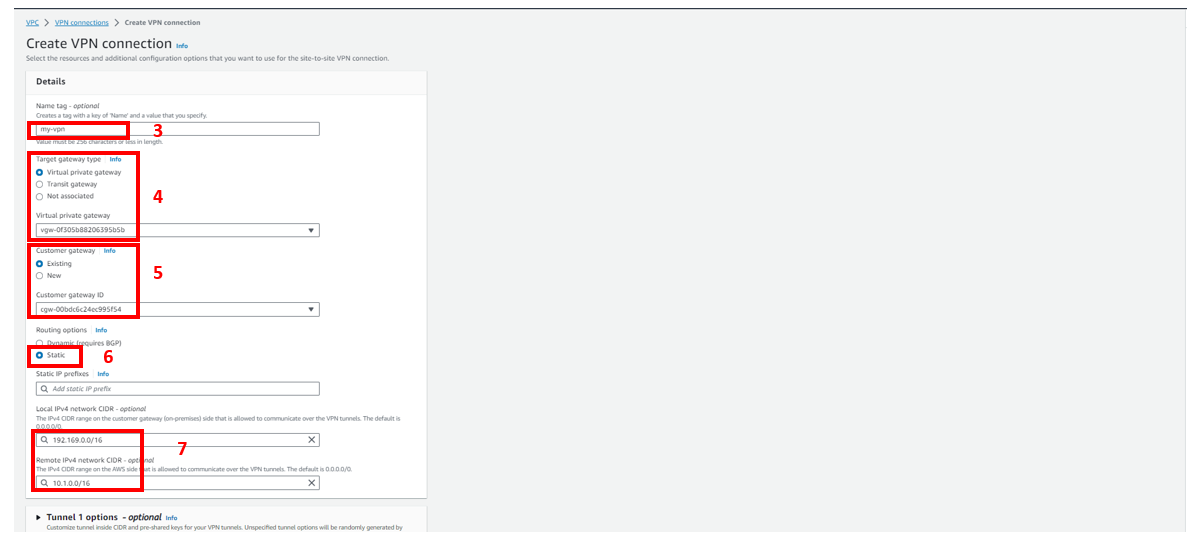 VPC > VPN connections > Create VPN connection
Create VPN connection Info
Select the resources and additional configuration options that you want to use for the site-to-site VPN connection.
Details
Name tag - optional
Creates a tag with a key of 'Name' and a value that you specify.
my-vpn
3
Value must be 256 characters or less in length.
Target gateway type Info
Virtual private gateway
Transit gateway
Not associated
4
Virtual private gateway
vgw-0f305b88206395b5b
Customer gateway Info
Existing
New
5
Customer gateway ID
cgw-00bdc6c24ec995f54
Routing options Info
Dynamic (requires BGP)
Static
6
Static IP prefixes Info
Add static IP prefix
Local IPv4 network CIDR - optional
The IPv4 CIDR range on the customer gateway (on-premises) side that is allowed to communicate over the VPN tunnels. The default is
0.0.0.0/0.
192.169.0.0/16
7
Remote IPv4 network CIDR - optional
The IPv4 CIDR range on the AWS side that is allowed to communicate over the VPN tunnels. The default is 0.0.0.0/0.
10.1.0.0/16
Tunnel 1 options - optional Info
Customize tunnel inside CIDR and pre-shared keys for your VPN tunnels. Unspecified tunnel options will be randomly generated by